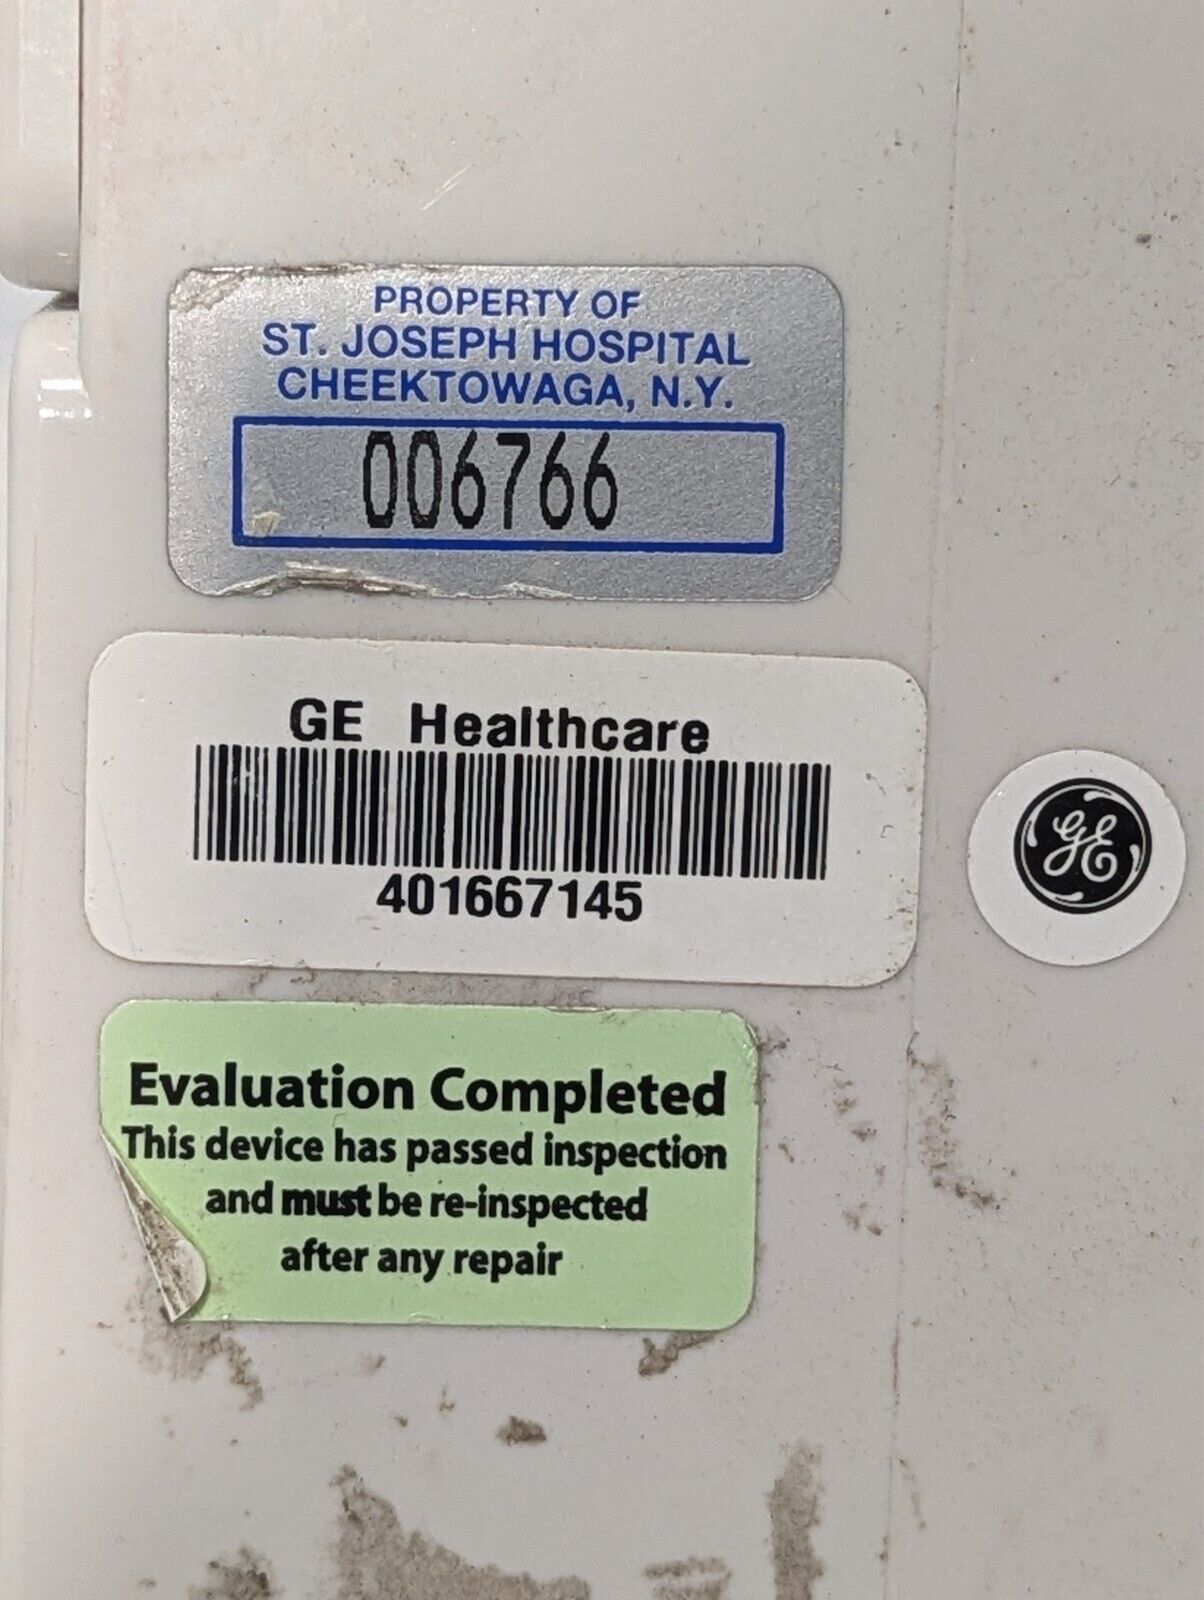 PROPERTY OF
ST. JOSEPH HOSPITAL
CHEEKTOWAGA, N.Y.
006766
GE Healthcare
401667145
GE
Evaluation Completed
This device has passed inspection
and must be re-inspected
after any repair